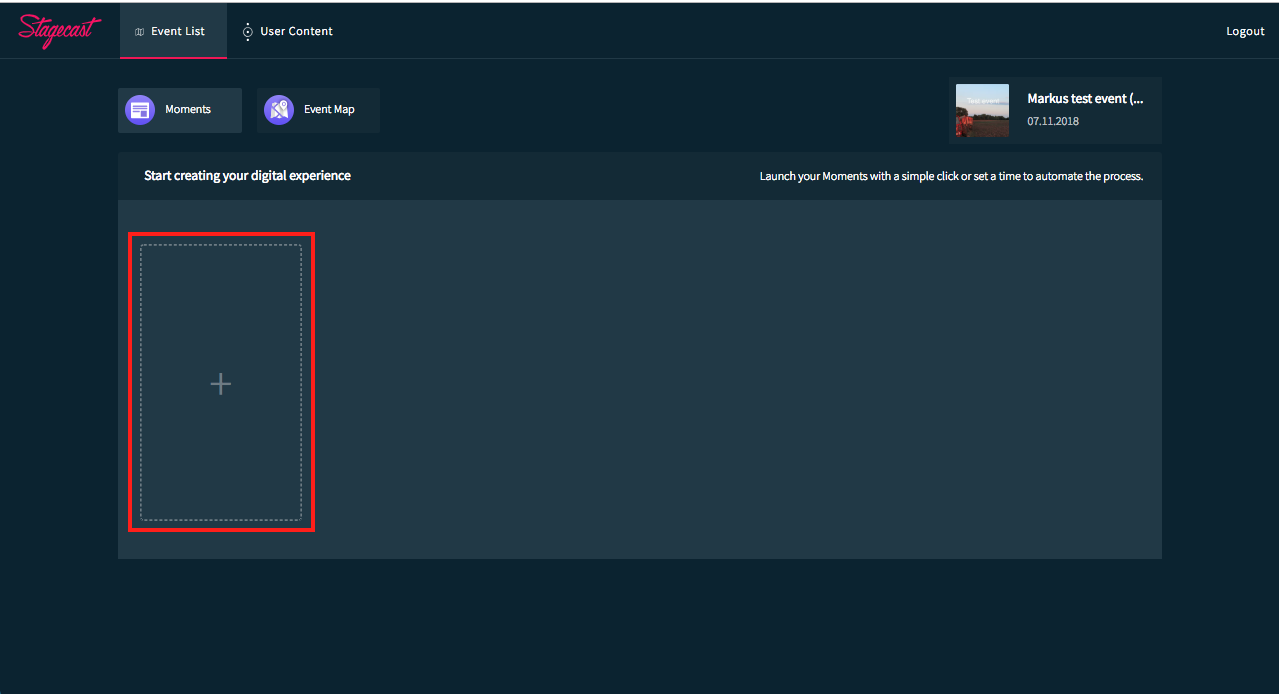 Stagecast
Event List
User Content
Logout
Moments
Event Map
Test event
Markus test event (...
07.11.2018
Start creating your digital experience
Launch your Moments with a simple click or set a time to automate the process.